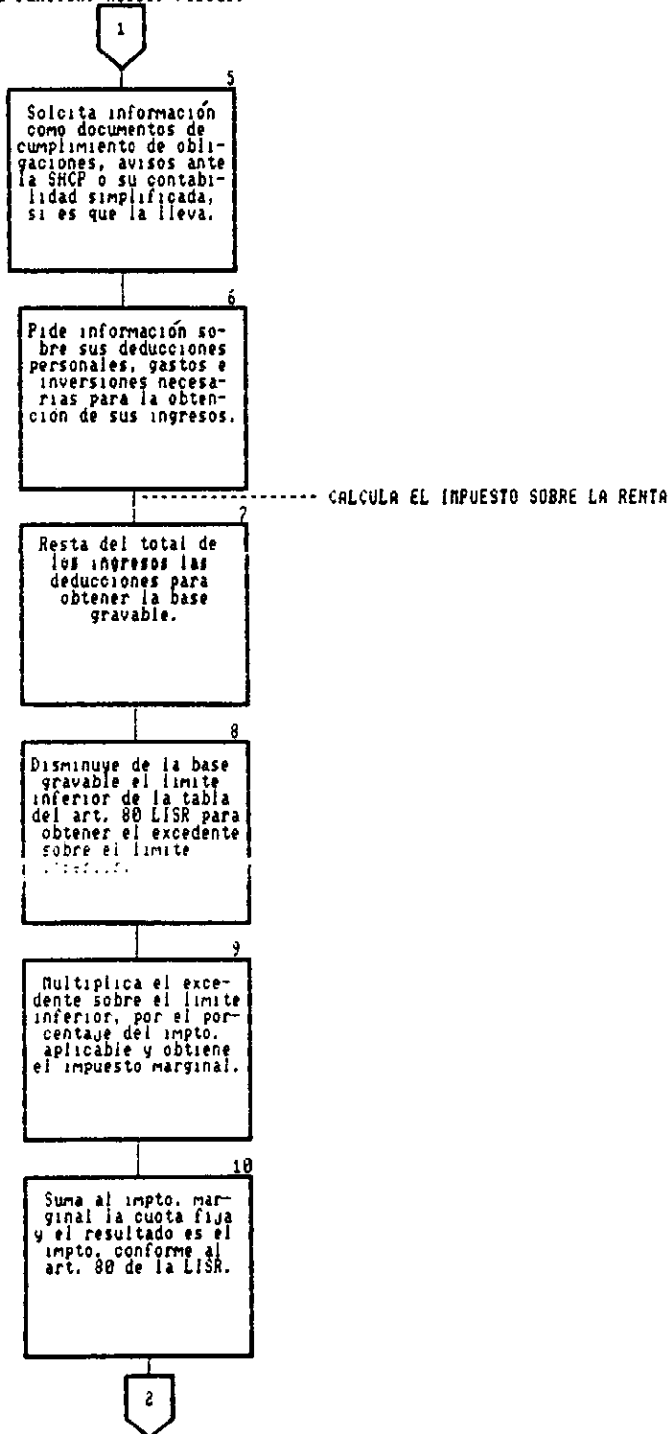 1
5
Solcita información
como documentos de
cumplimiento de obli-
gaciones, avisos ante
la SHCP o su contabi-
lidad simplificada,
si es que la lleva.
6
Pide información so-
bre sus deducciones
personales, gastos e
inversiones necesa-
rias para la obten-
ción de sus ingresos.
CALCULA EL IMPUESTO SOBRE LA RENTA
7
Resta del total de
los ingresos las
deducciones para
obtener la base
gravable.
8
Disminuye de la base
gravable el limite
inferior de la tabla
del art. 80 LISR para
obtener el excedente
sobre el limite
9
Multiplica el exce-
dente sobre el limite
inferior, por el por-
centaje del impto.
aplicable y obtiene
el impuesto marginal.
10
Suma al impto. mar-
ginal la cuota fija
y el resultado es el
impto. conforme al
art. 80 de la LISR.
2